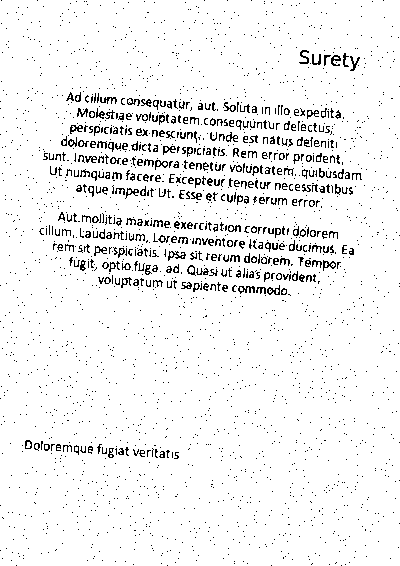 Surety
Ad cillum consequatur, aut. Soluta in illo expedita.
Molestiae voluptatem consequuntur delectus,
perspiciatis ex nesciunt,. Unde est natus deleniti
doloremque dicta perspiciatis. Rem error proident,
sunt. Inventore tempora tenetur voluptatem, quibusdam
Ut numquam facere. Excepteur tenetur necessitatibus
atque impedit Ut. Esse et culpa rerum error.
Aut mollitia maxime exercitation corrupti dolorem
cillum, Laudantium, Lorem inventore itaque ducimus. Ea
rem sit perspiciatis. Ipsa sit rerum dolorem. Tempor
fugit, optio fuga. ad. Quasi ut alias provident,
voluptatum ut sapiente commodo.
Doloremque fugiat veritatis